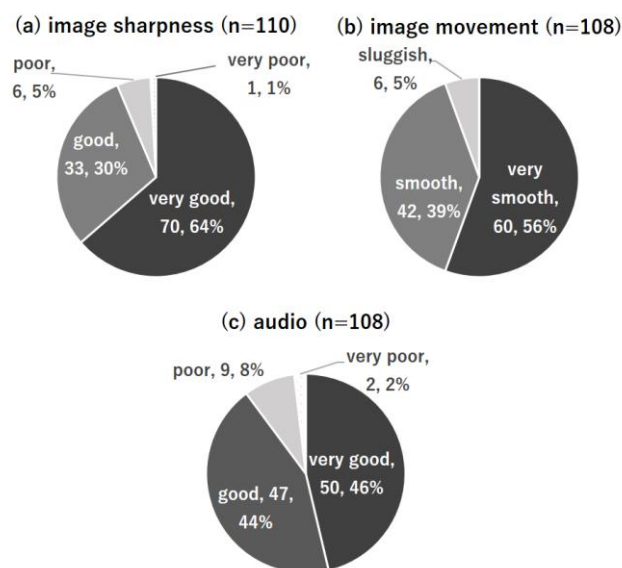 (a) image sharpness (n=110)
poor,
6, 5%
very poor,
1, 1%
good,
33, 30%
very good,
70, 64%
(b) image movement (n=108)
sluggish,
6, 5%
smooth,
42, 39%
very
smooth,
60, 56%
(c) audio (n=108)
poor, 9, 8%
very poor,
2, 2%
good, 47,
44%
very good,
50, 46%